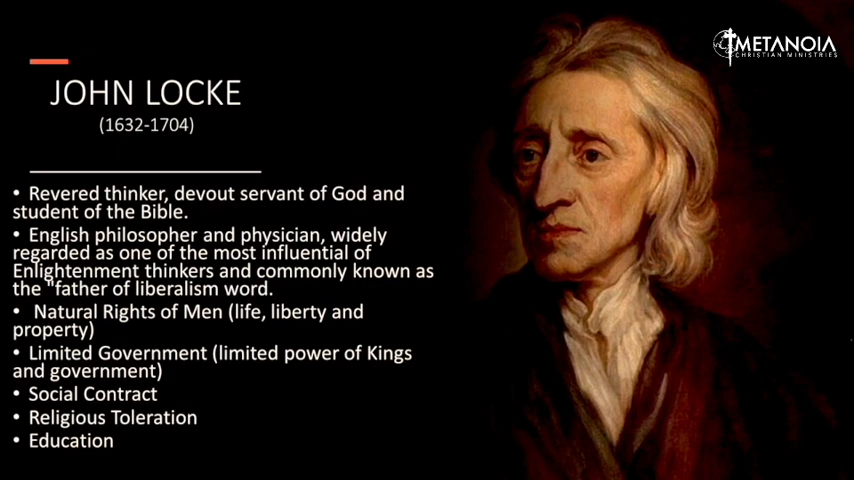 METANOIA
CHRISTIAN MINISTRIES
JOHN LOCKE
(1632-1704)
• Revered thinker, devout servant of God and
student of the Bible.
• English philosopher and physician, widely
regarded as one of the most influential of
Enlightenment thinkers and commonly known as
the "father of liberalism word.
• Natural Rights of Men (life, liberty and
property)
• Limited Government (limited power of Kings
and government)
• Social Contract
• Religious Toleration
• Education